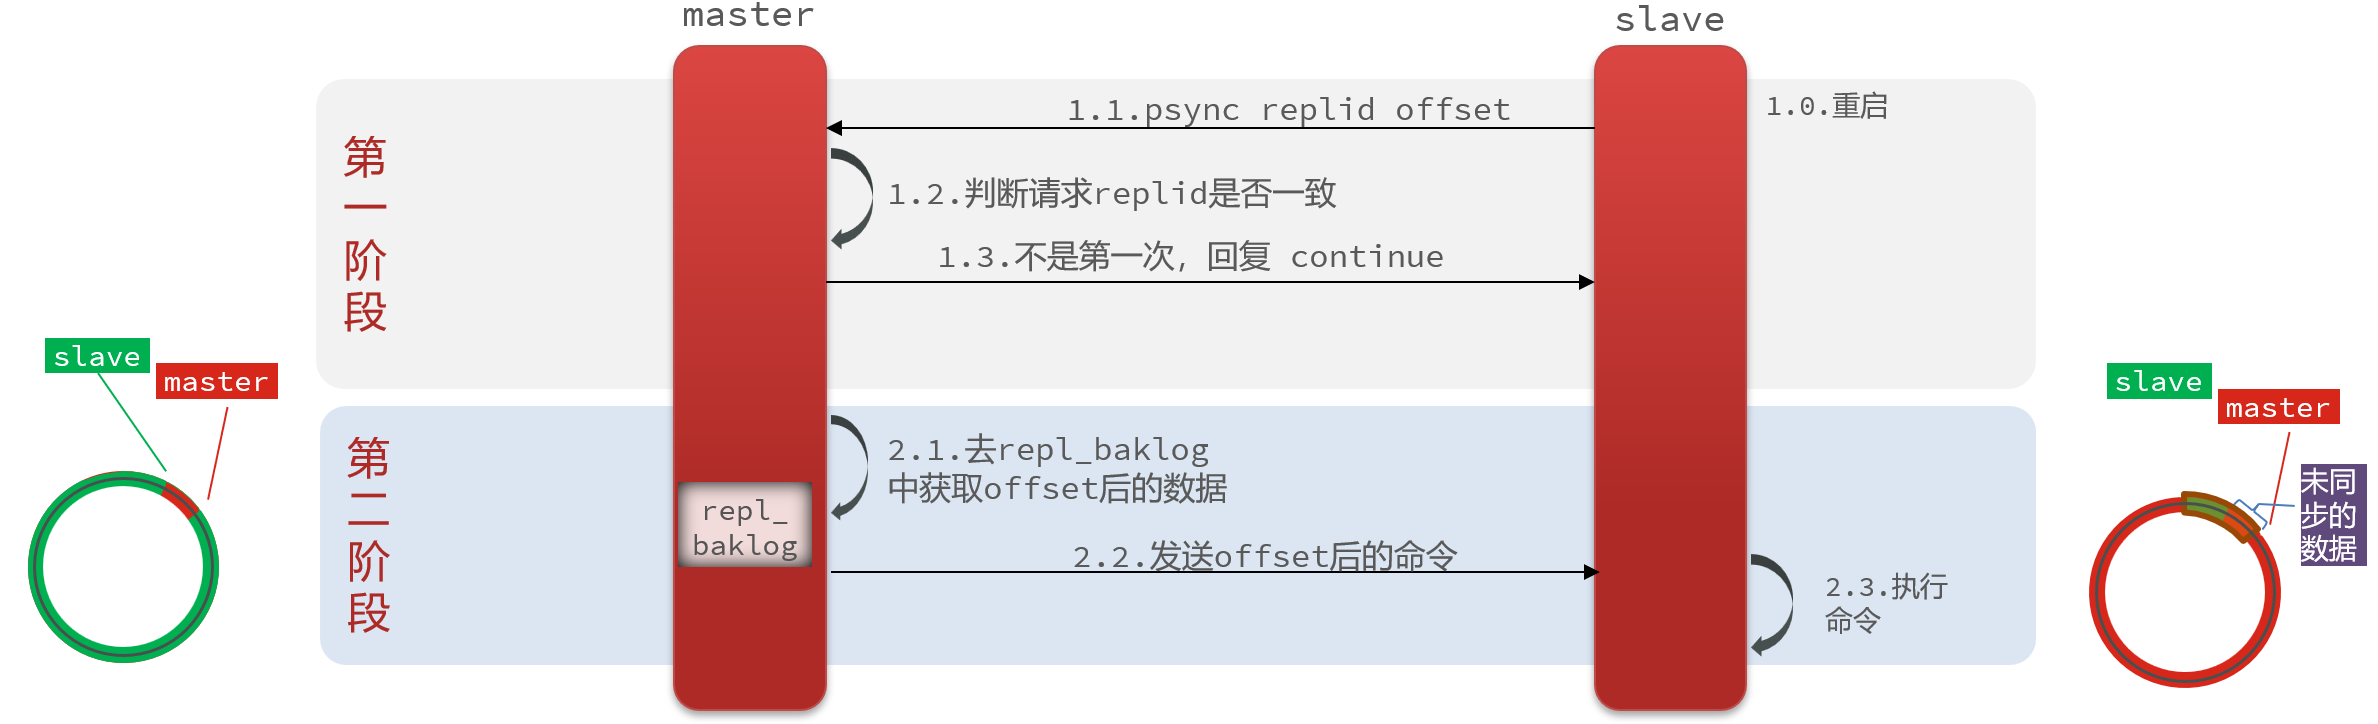 master
slave
第
一
阶
段
1.0.重启
1.1.psync replid offset
1.2.判断请求replid是否一致
1.3.不是第一次，回复 continue
slave
master
第
二
阶
段
2.1.去repl_baklog
中获取offset后的数据
repl_
baklog
2.2.发送offset后的命令
2.3.执行
命令
slave
master
未同
步的
数据